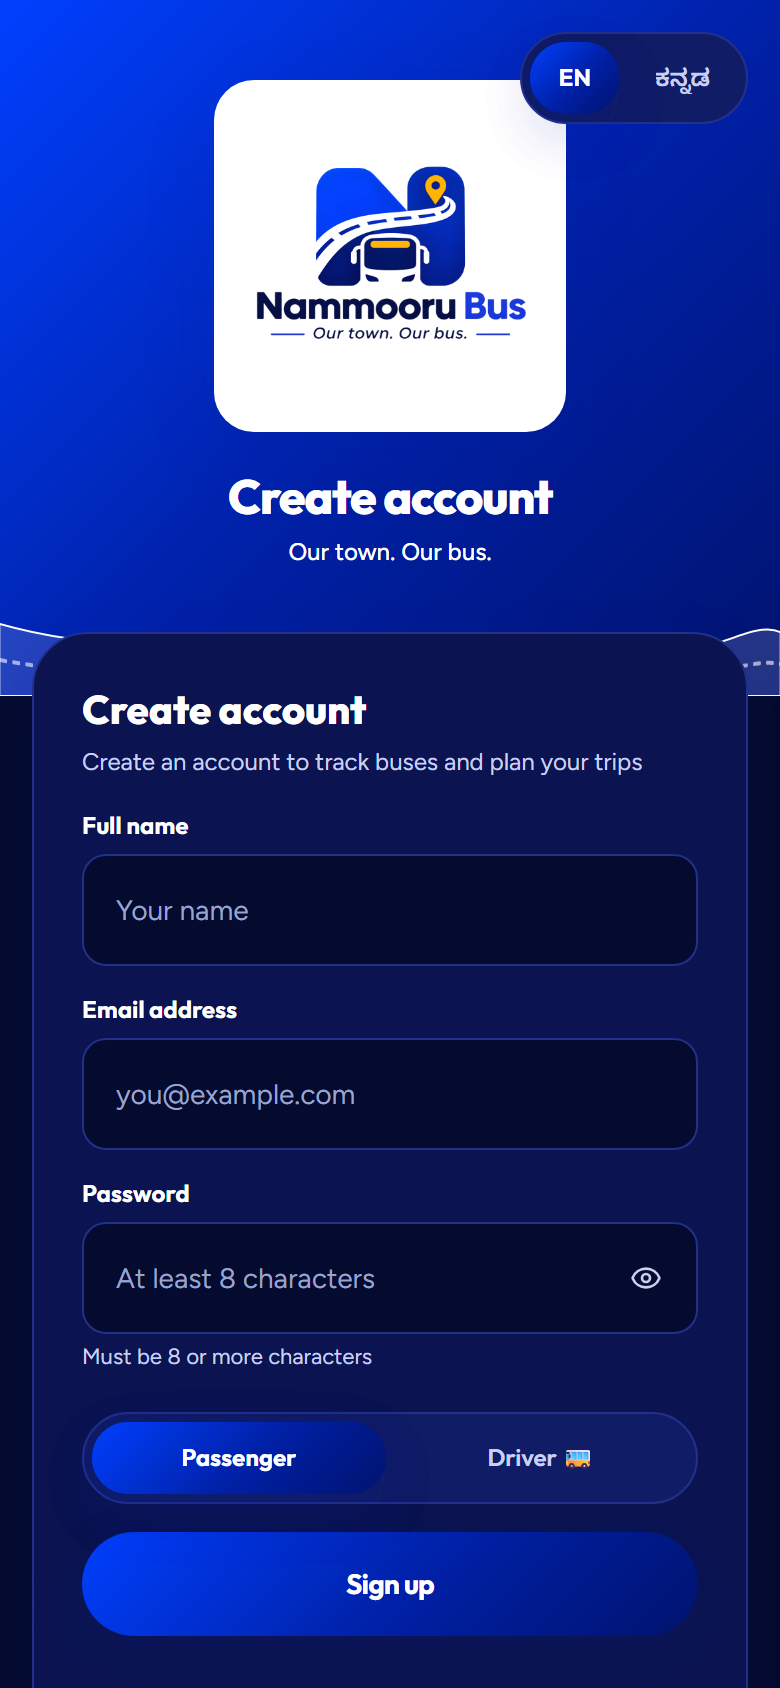 EN ಕನ್ನಡ
Nammooru Bus
Our town. Our bus.
Create account
Our town. Our bus.
Create account
Create an account to track buses and plan your trips
Full name
Your name
Email address
you@example.com
Password
At least 8 characters
Must be 8 or more characters
Passenger Driver 🚌
Sign up